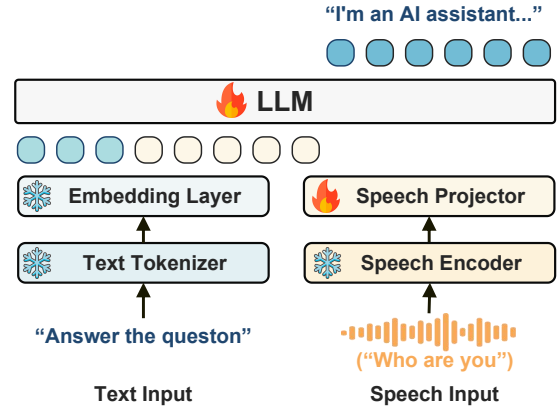 “I'm an AI assistant...”
LLM
Embedding Layer
Speech Projector
Text Tokenizer
Speech Encoder
“Answer the queston”
(“Who are you”)
Text Input
Speech Input